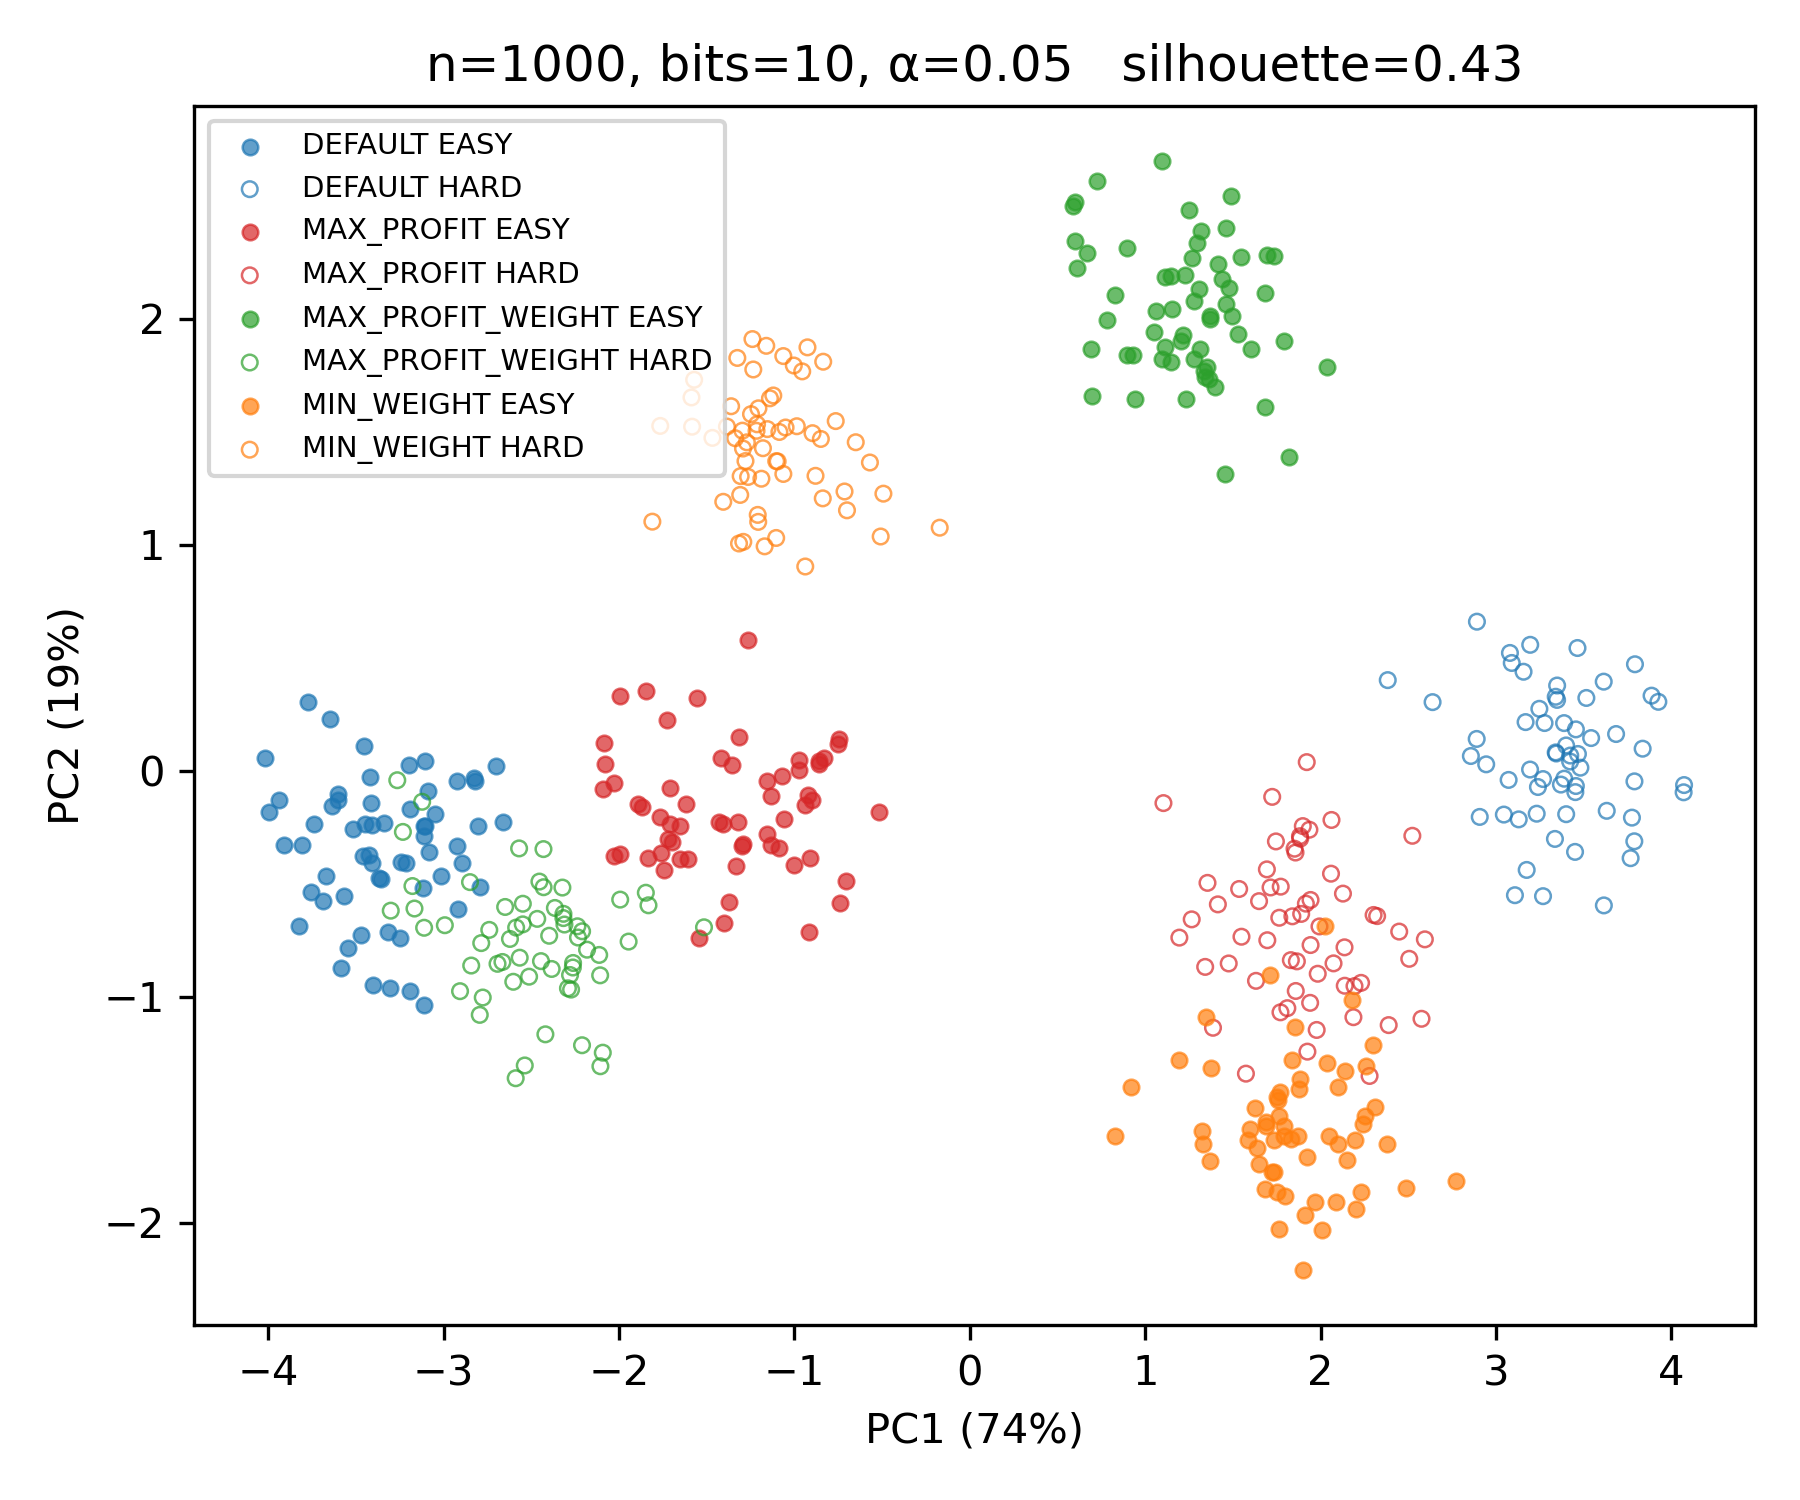 n=1000, bits=10, α=0.05   silhouette=0.43
DEFAULT EASY
DEFAULT HARD
MAX_PROFIT EASY
MAX_PROFIT HARD
MAX_PROFIT_WEIGHT EASY
MAX_PROFIT_WEIGHT HARD
MIN_WEIGHT EASY
MIN_WEIGHT HARD
PC2 (19%)
2
1
0
−1
−2
−4 −3 −2 −1 0 1 2 3 4
PC1 (74%)